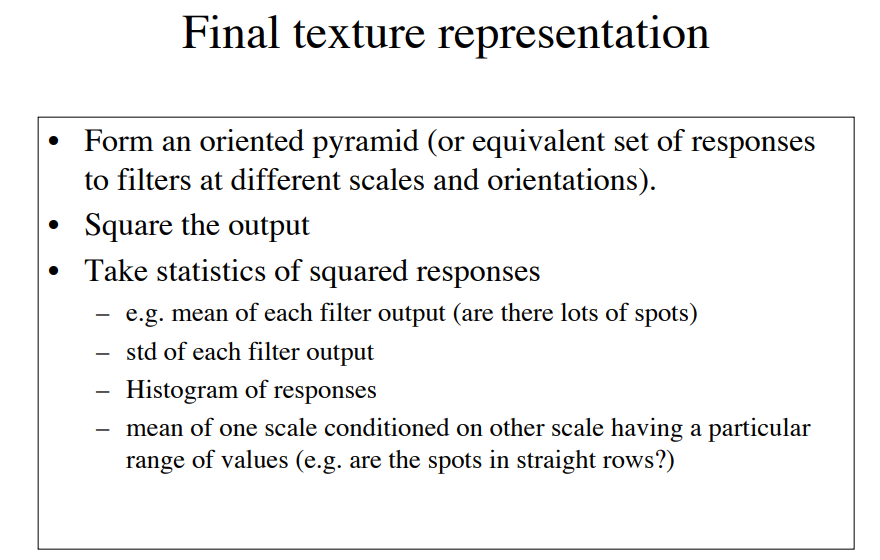 Final texture representation
• Form an oriented pyramid (or equivalent set of responses
to filters at different scales and orientations).
• Square the output
• Take statistics of squared responses
– e.g. mean of each filter output (are there lots of spots)
– std of each filter output
– Histogram of responses
– mean of one scale conditioned on other scale having a particular
range of values (e.g. are the spots in straight rows?)